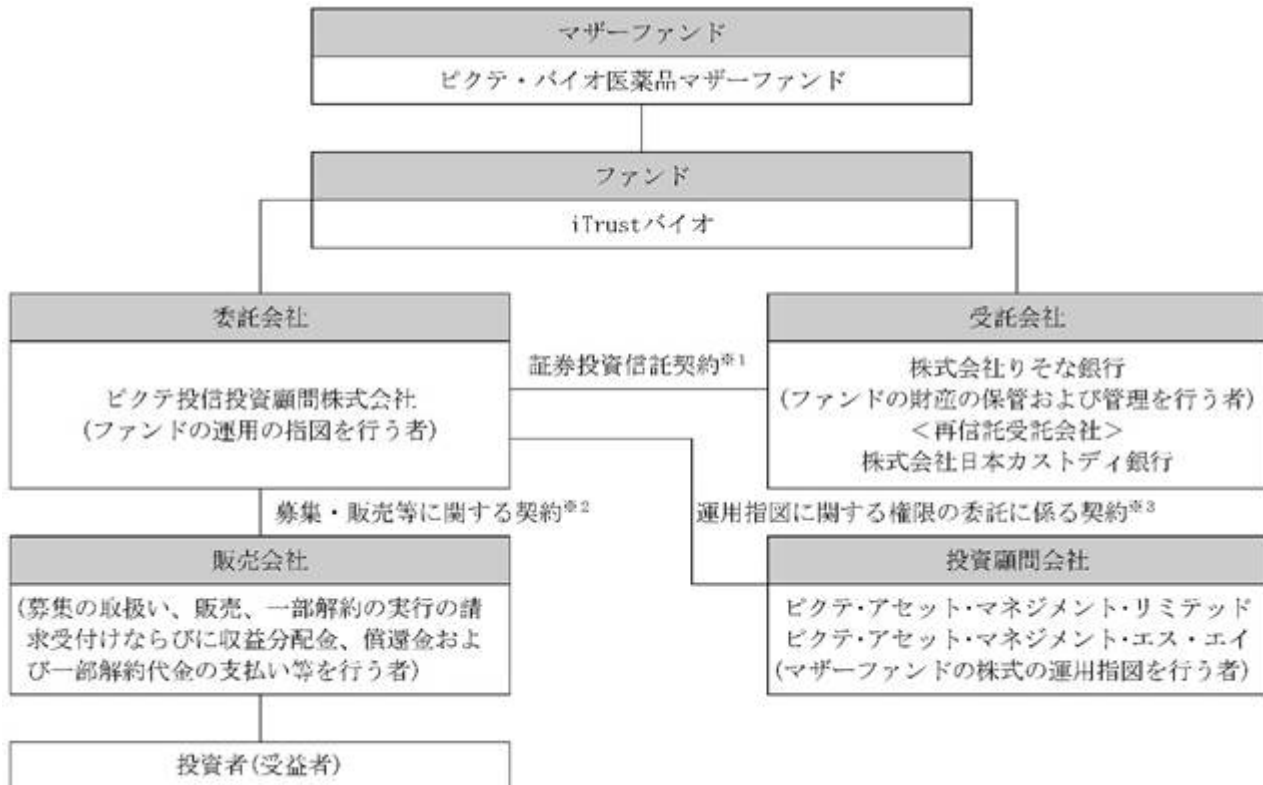 マザーファンド
ピクテ・バイオ医薬品マザーファンド
ファンド
iTrustバイオ
委託会社
ピクテ投信投資顧問株式会社
(ファンドの運用の指図を行う者)
証券投資信託契約※1
受託会社
株式会社りそな銀行
(ファンドの財産の保管および管理を行う者)
＜再信託受託会社＞
株式会社日本カストディ銀行
募集・販売等に関する契約※2
運用指図に関する権限の委託に係る契約※3
販売会社
(募集の取扱い、販売、一部解約の実行の請
求受付けならびに収益分配金、償還金およ
び一部解約代金の支払い等を行う者)
投資顧問会社
ピクテ・アセット・マネジメント・リミテッド
ピクテ・アセット・マネジメント・エス・エイ
(マザーファンドの株式の運用指図を行う者)
投資者(受益者)